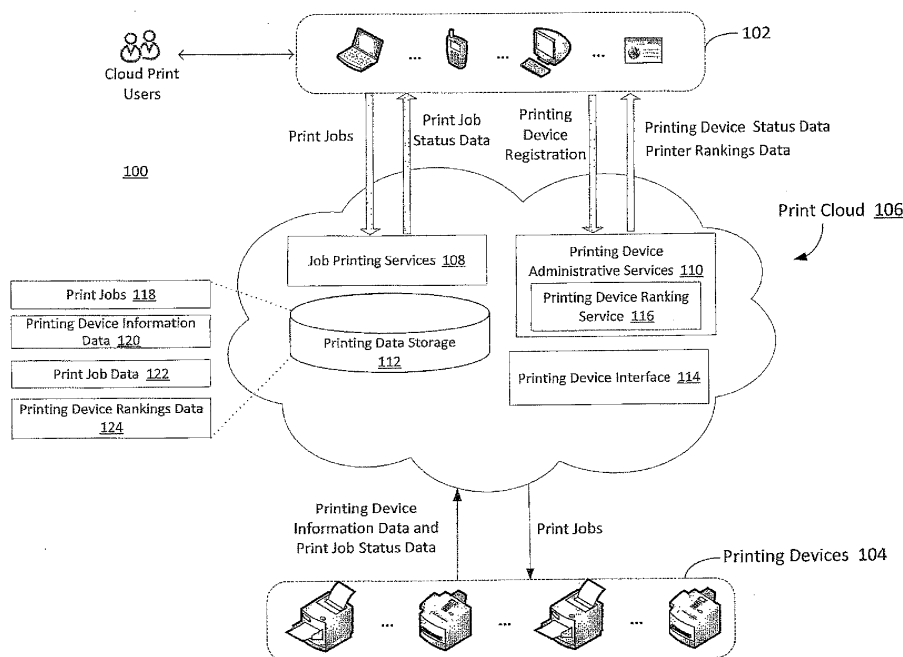 102
Cloud Print
Users
... ... ...
Print Jobs
Print Job
Status Data
Printing
Device
Registration
Printing Device Status Data
Printer Rankings Data
100
Print Cloud 106
Job Printing Services 108
Printing Device
Administrative Services 110
Printing Device Ranking
Service 116
Print Jobs 118
Printing Device Information
Data 120
Print Job Data 122
Printing Device Rankings Data
124
Printing Data Storage
112
Printing Device Interface 114
Printing Device
Information Data and
Print Job Status Data
Print Jobs
Printing Devices 104
... ... ...